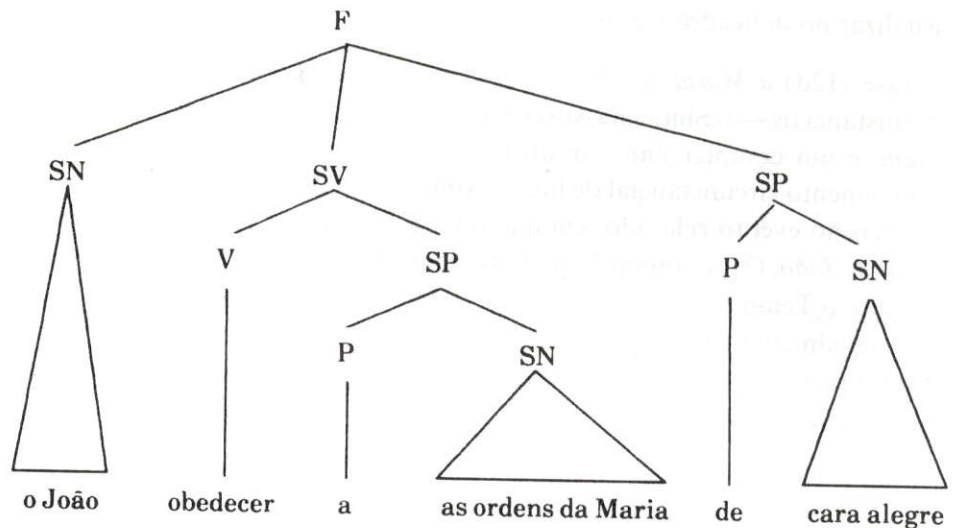 F
SN SV SP
V SP P SN
P SN
o João obedecer a as ordens da Maria de cara alegre